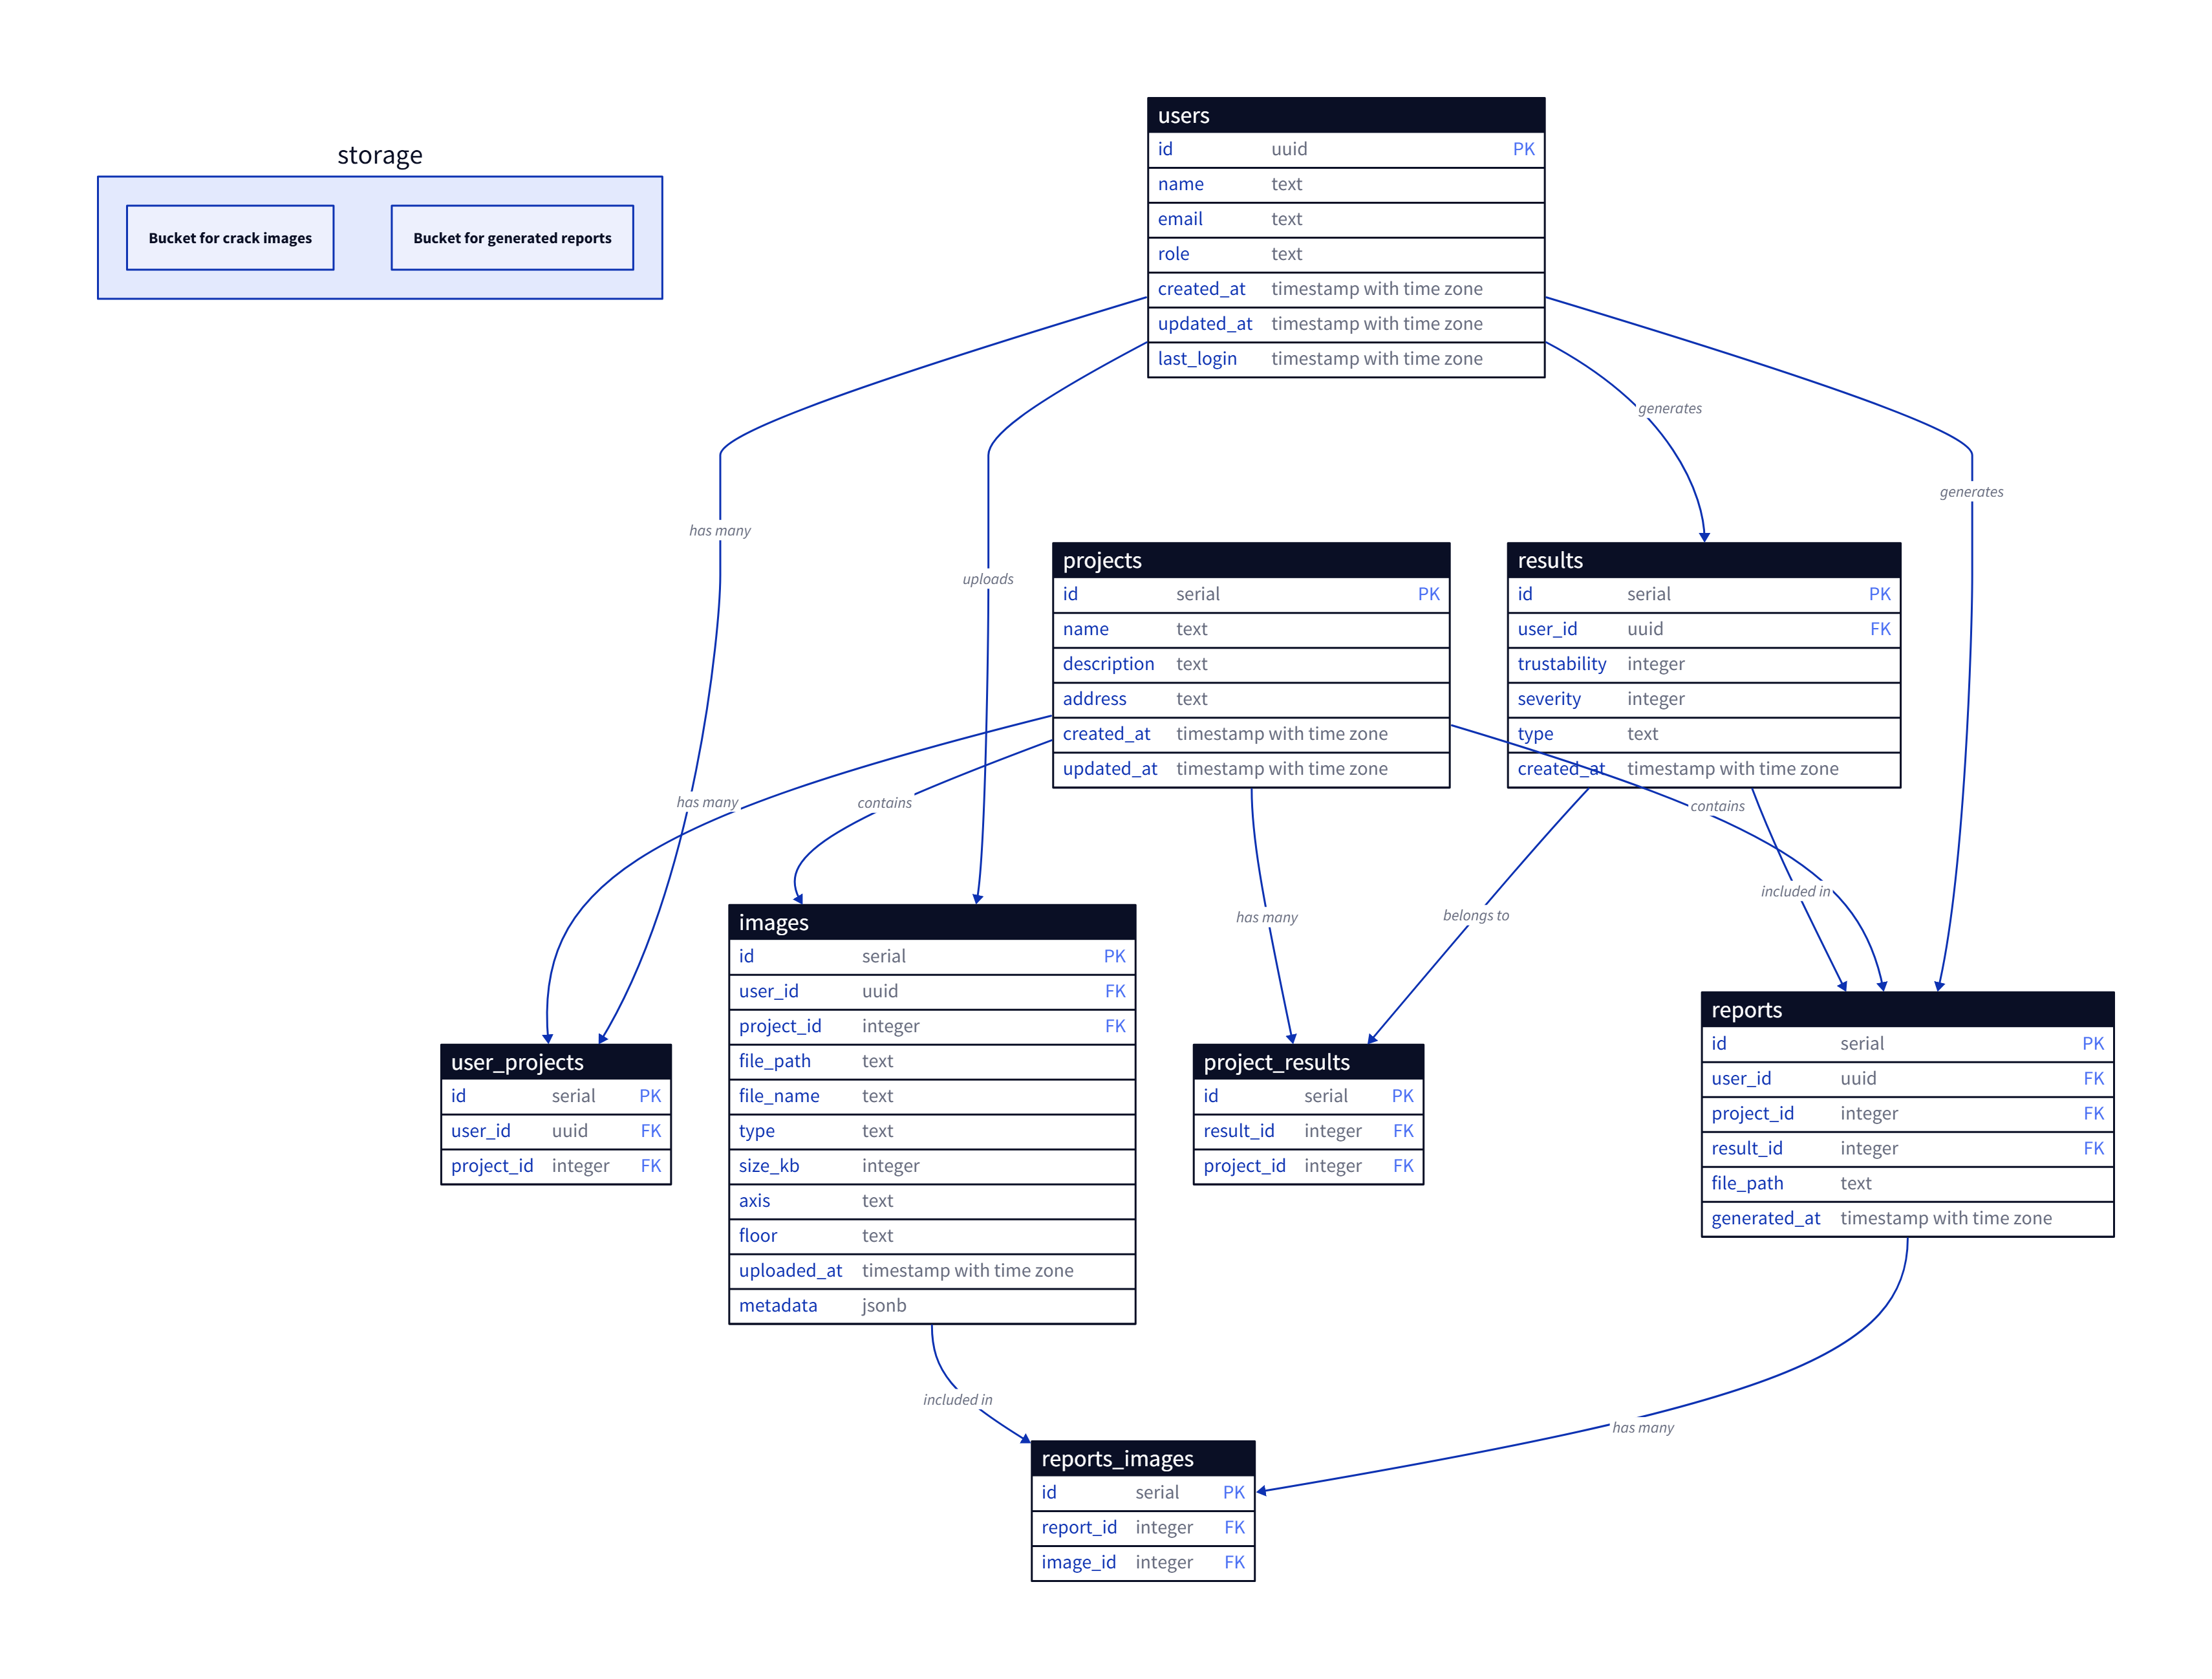 storage
Bucket for crack images
Bucket for generated reports
users
id uuid PK
name text
email text
role text
created_at timestamp with time zone
updated_at timestamp with time zone
last_login timestamp with time zone
generates
generates
has many
uploads
projects
id serial PK
name text
description text
address text
created_at timestamp with time zone
updated_at timestamp with time zone
results
id serial PK
user_id uuid FK
trustability integer
severity integer
type text
created_at timestamp with time zone
has many
contains
contains
included in
has many
belongs to
images
id serial PK
user_id uuid FK
project_id integer FK
file_path text
file_name text
type text
size_kb integer
axis text
floor text
uploaded_at timestamp with time zone
metadata jsonb
user_projects
id serial PK
user_id uuid FK
project_id integer FK
project_results
id serial PK
result_id integer FK
project_id integer FK
reports
id serial PK
user_id uuid FK
project_id integer FK
result_id integer FK
file_path text
generated_at timestamp with time zone
included in
has many
reports_images
id serial PK
report_id integer FK
image_id integer FK